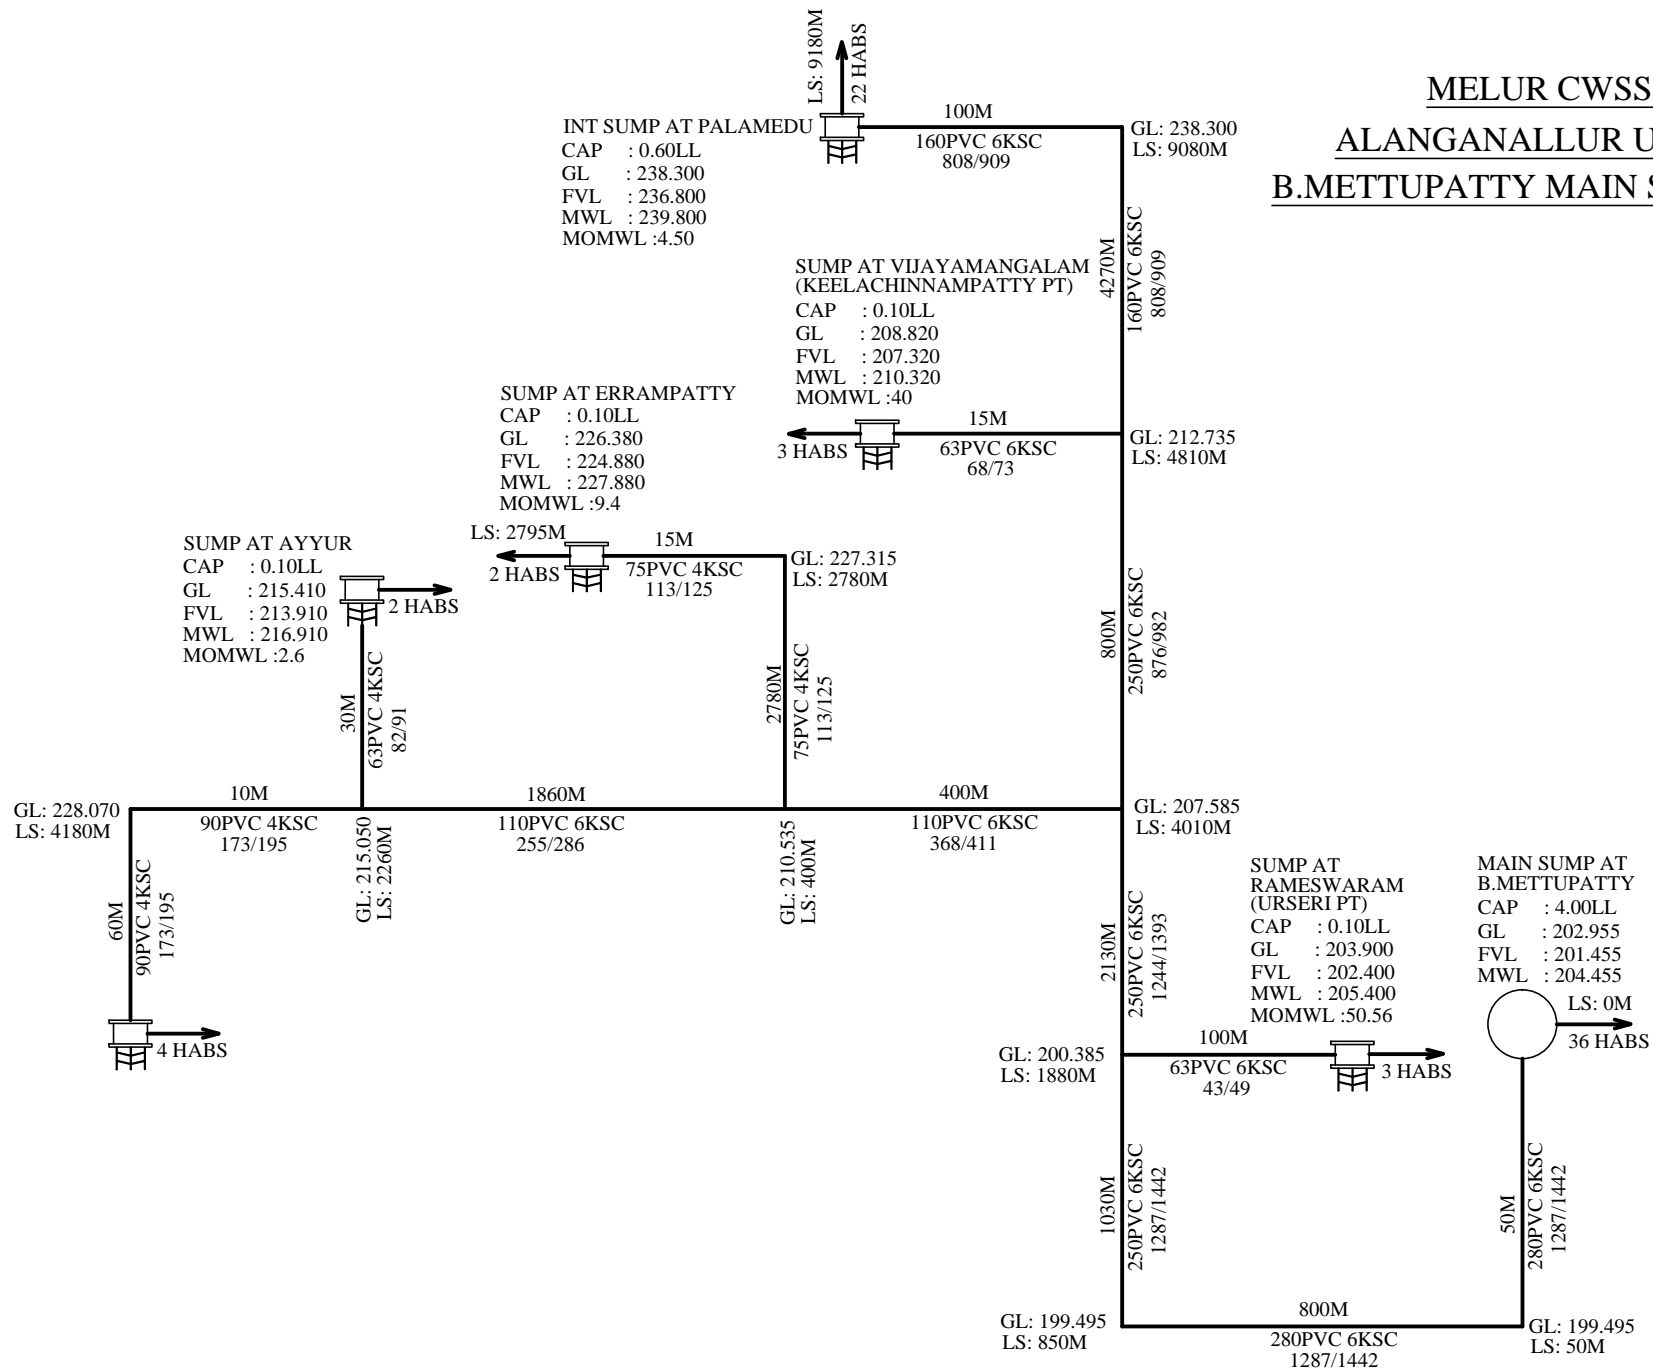 MELUR CWSS
ALANGANALLUR U
B.METTUPATTY MAIN S
LS: 9180M
22 HABS
INT SUMP AT PALAMEDU
CAP : 0.60LL
GL : 238.300
FVL : 236.800
MWL : 239.800
MOMWL :4.50
100M
160PVC 6KSC
808/909
GL: 238.300
LS: 9080M
4270M
160PVC 6KSC
808/909
SUMP AT VIJAYAMANGALAM
(KEELACHINNAMPATTY PT)
CAP : 0.10LL
GL : 208.820
FVL : 207.320
MWL : 210.320
MOMWL :40
3 HABS
15M
63PVC 6KSC
68/73
GL: 212.735
LS: 4810M
SUMP AT ERRAMPATTY
CAP : 0.10LL
GL : 226.380
FVL : 224.880
MWL : 227.880
MOMWL :9.4
LS: 2795M
2 HABS
15M
75PVC 4KSC
113/125
GL: 227.315
LS: 2780M
SUMP AT AYYUR
CAP : 0.10LL
GL : 215.410
FVL : 213.910
MWL : 216.910
MOMWL :2.6
2 HABS
30M
63PVC 4KSC
82/91
2780M
75PVC 4KSC
113/125
800M
250PVC 6KSC
876/982
GL: 228.070
LS: 4180M
10M
90PVC 4KSC
173/195
GL: 215.050
LS: 2260M
1860M
110PVC 6KSC
255/286
GL: 210.535
LS: 400M
400M
110PVC 6KSC
368/411
GL: 207.585
LS: 4010M
60M
90PVC 4KSC
173/195
4 HABS
2130M
250PVC 6KSC
1244/1393
SUMP AT
RAMESWARAM
(URSERI PT)
CAP : 0.10LL
GL : 203.900
FVL : 202.400
MWL : 205.400
MOMWL :50.56
MAIN SUMP AT
B.METTUPATTY
CAP : 4.00LL
GL : 202.955
FVL : 201.455
MWL : 204.455
LS: 0M
36 HABS
GL: 200.385
LS: 1880M
100M
63PVC 6KSC
43/49
3 HABS
1030M
250PVC 6KSC
1287/1442
50M
280PVC 6KSC
1287/1442
GL: 199.495
LS: 850M
800M
280PVC 6KSC
1287/1442
GL: 199.495
LS: 50M